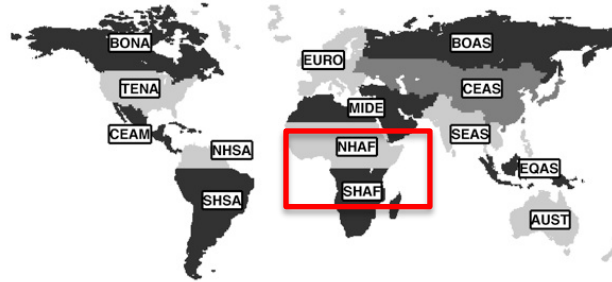 BONA
BOAS
EURO
TENA
CEAS
MIDE
CEAM
SEAS
NHSA
NHAF
EQAS
SHAF
SHSA
AUST